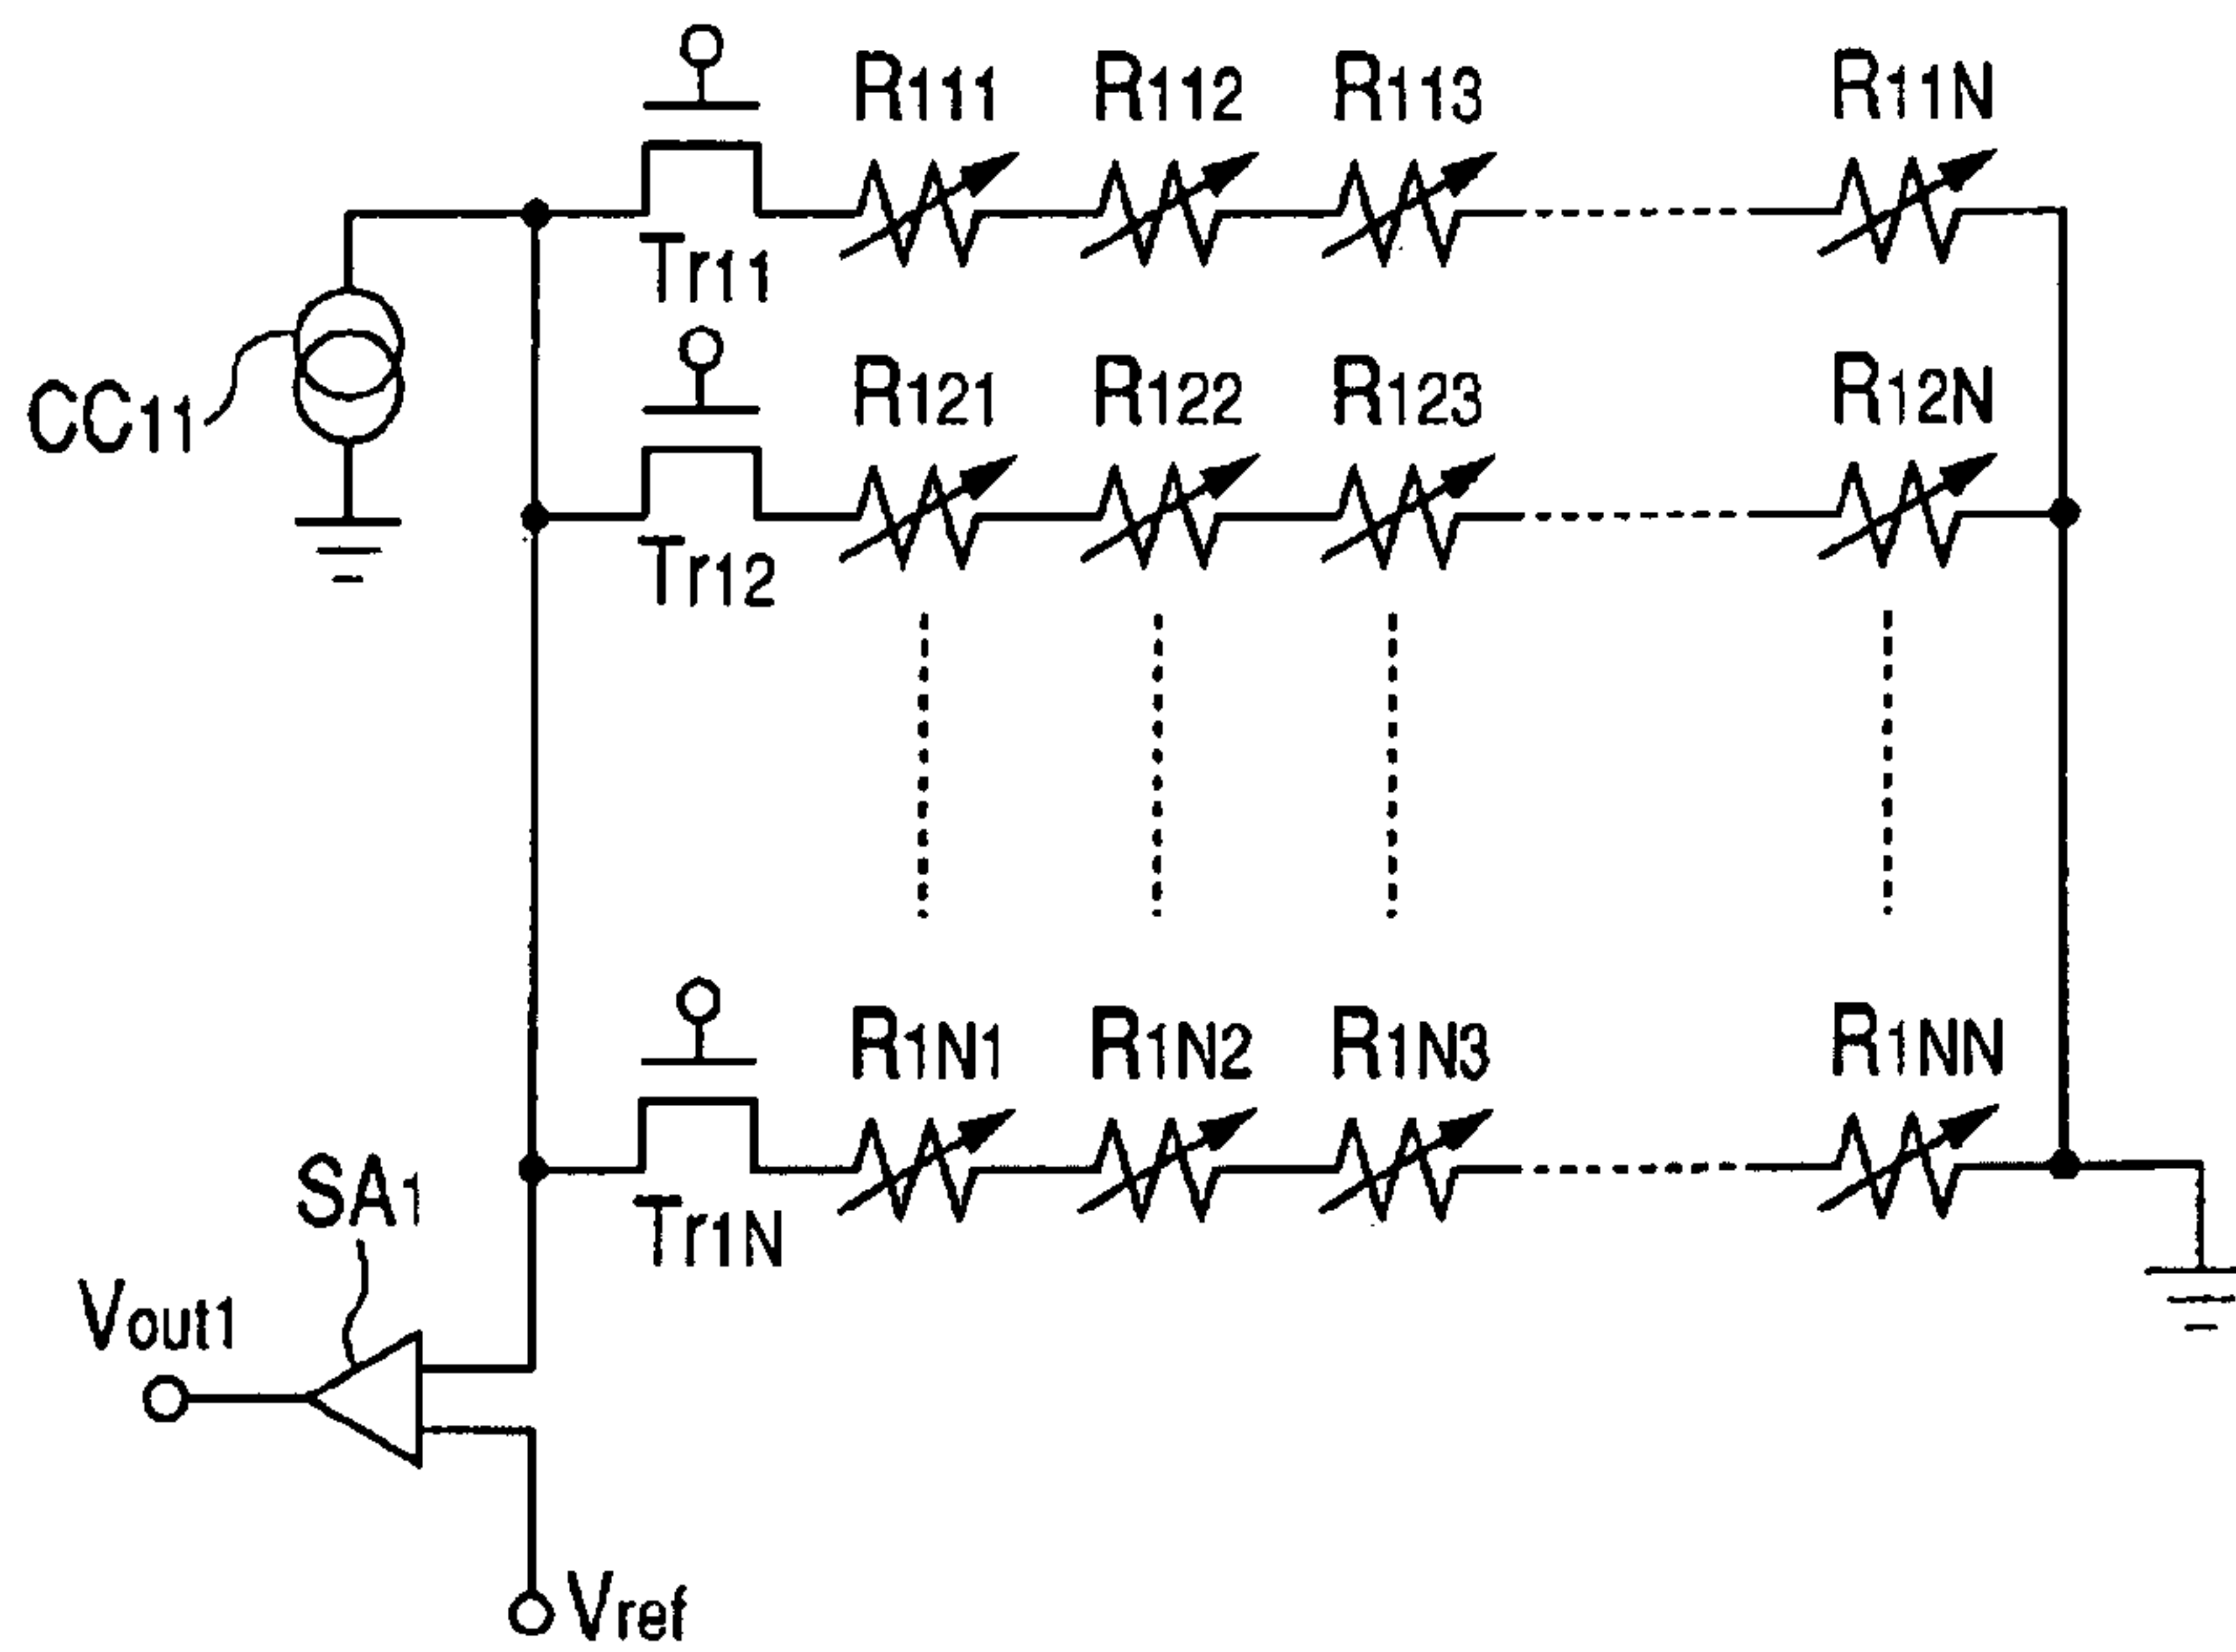 R111 R112 R113 R11N
Tr11
CC11
R121 R122 R123 R12N
Tr12
R1N1 R1N2 R1N3 R1NN
Tr1N
SA1
Vout1
Vref